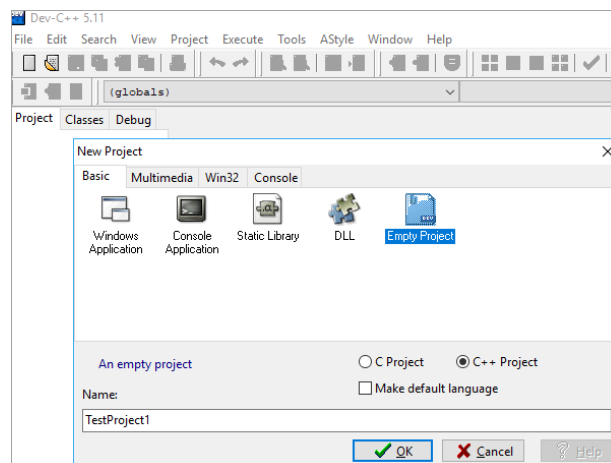 Dev-C++ 5.11
File Edit Search View Project Execute Tools AStyle Window Help
(globals)
Project Classes Debug
New Project
Basic Multimedia Win32 Console
Windows Application
Console Application
Static Library
DLL
Empty Project
An empty project
C Project C++ Project
Make default language
Name:
TestProject1
OK Cancel Help